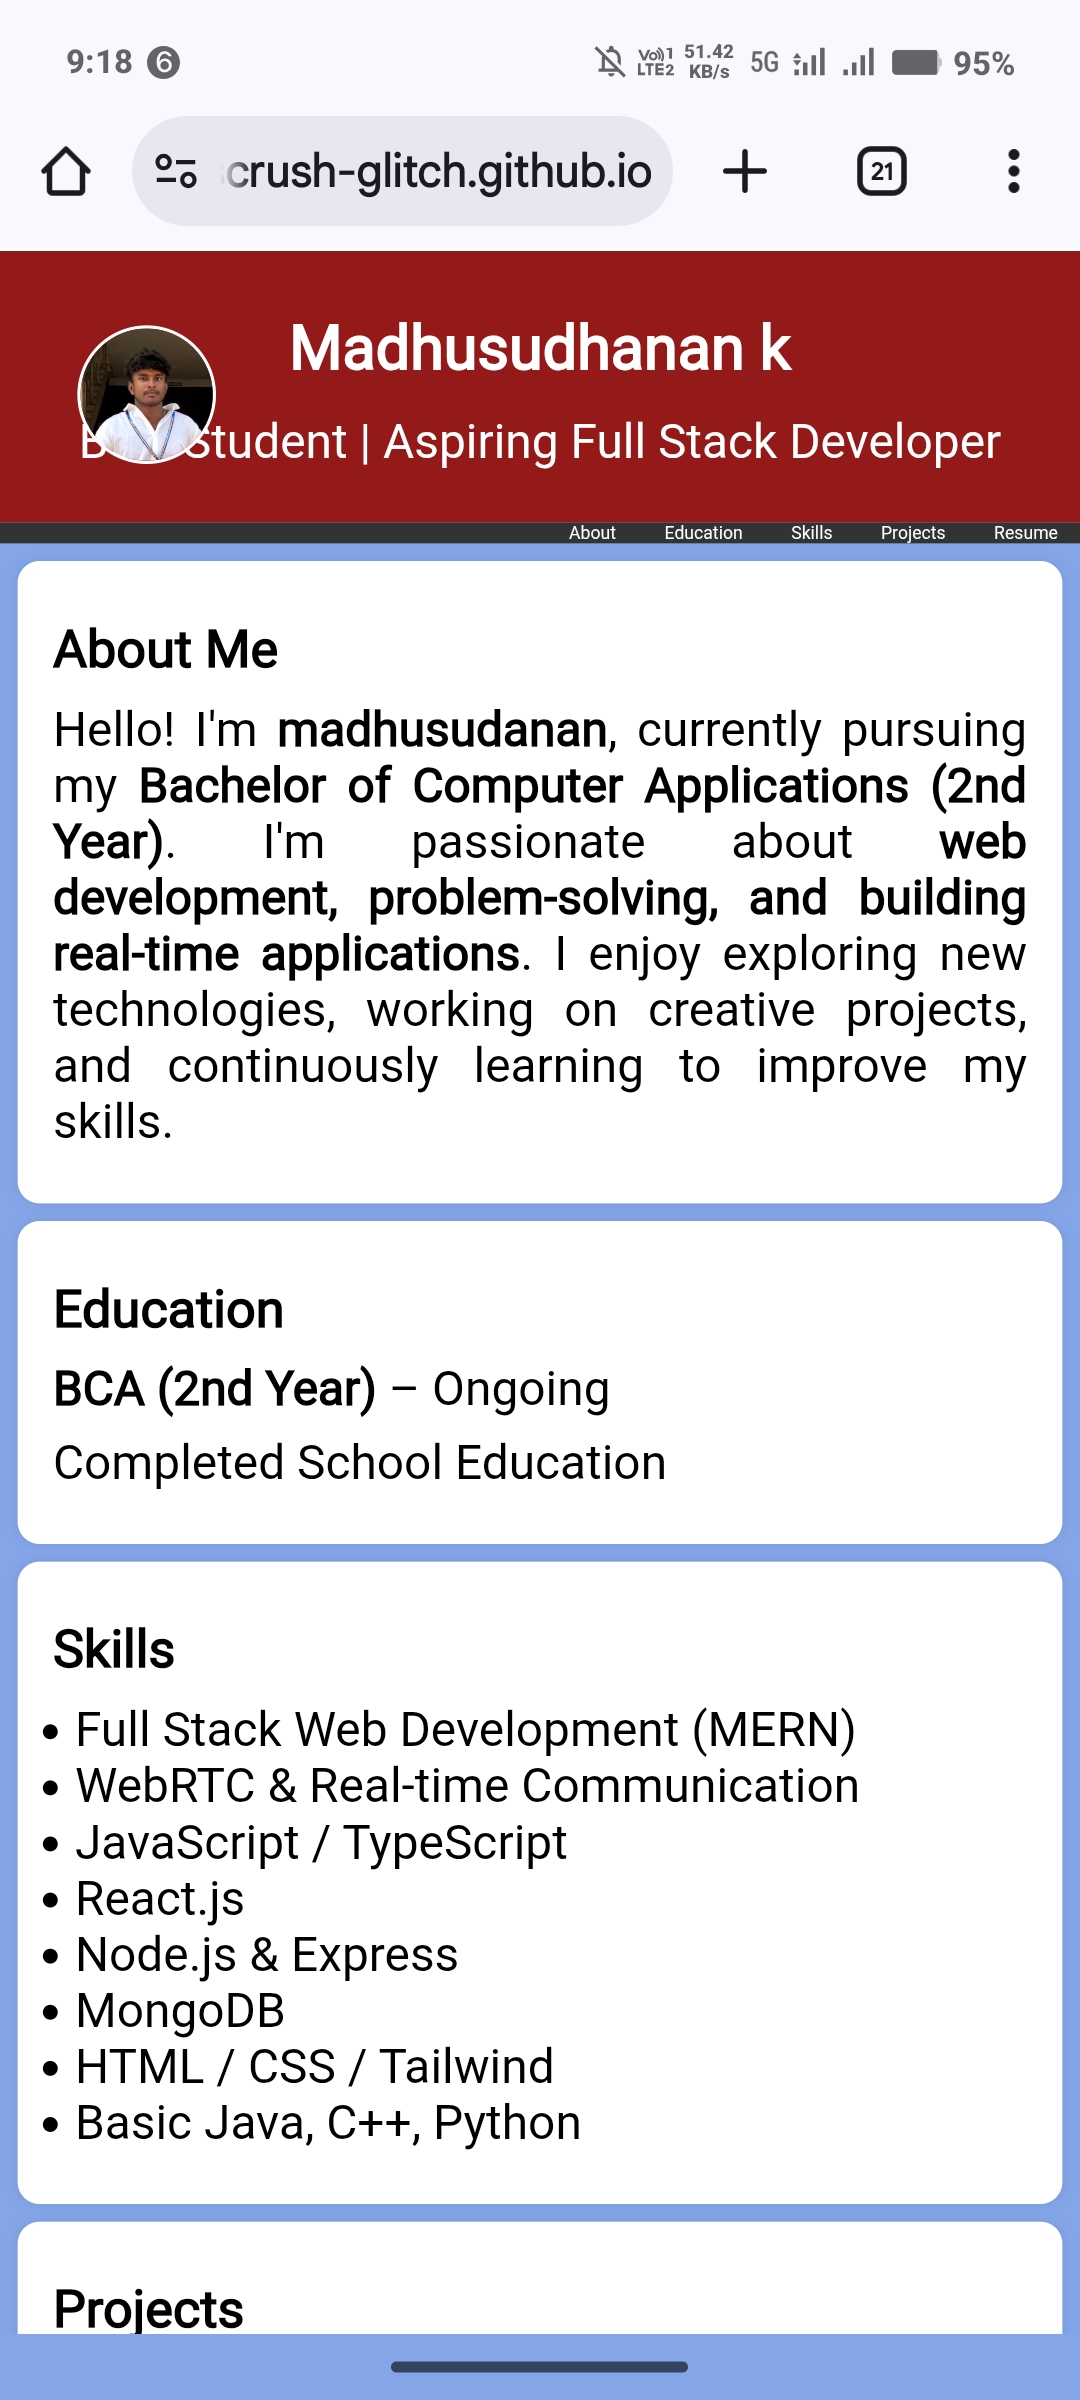 9:18 6 Vo))1 LTE2 51.42 KB/s 5G 95%
crush-glitch.github.io 21
Madhusudhanan k
Student | Aspiring Full Stack Developer
About Education Skills Projects Resume
About Me
Hello! I'm madhusudanan, currently pursuing
my Bachelor of Computer Applications (2nd
Year). I'm passionate about web
development, problem-solving, and building
real-time applications. I enjoy exploring new
technologies, working on creative projects,
and continuously learning to improve my
skills.
Education
BCA (2nd Year) – Ongoing
Completed School Education
Skills
• Full Stack Web Development (MERN)
• WebRTC & Real-time Communication
• JavaScript / TypeScript
• React.js
• Node.js & Express
• MongoDB
• HTML / CSS / Tailwind
• Basic Java, C++, Python
Projects